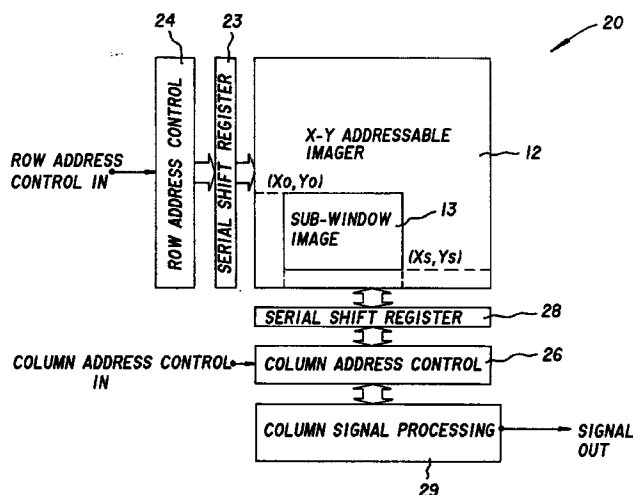 24
23
20
ROW ADDRESS CONTROL
SERIAL SHIFT REGISTER
X-Y ADDRESSABLE
IMAGER
12
ROW ADDRESS
CONTROL IN
(Xo, Yo)
SUB-WINDOW
IMAGE
13
(Xs, Ys)
SERIAL SHIFT REGISTER
28
COLUMN ADDRESS CONTROL
IN
COLUMN ADDRESS CONTROL
26
COLUMN SIGNAL PROCESSING
SIGNAL
OUT
29